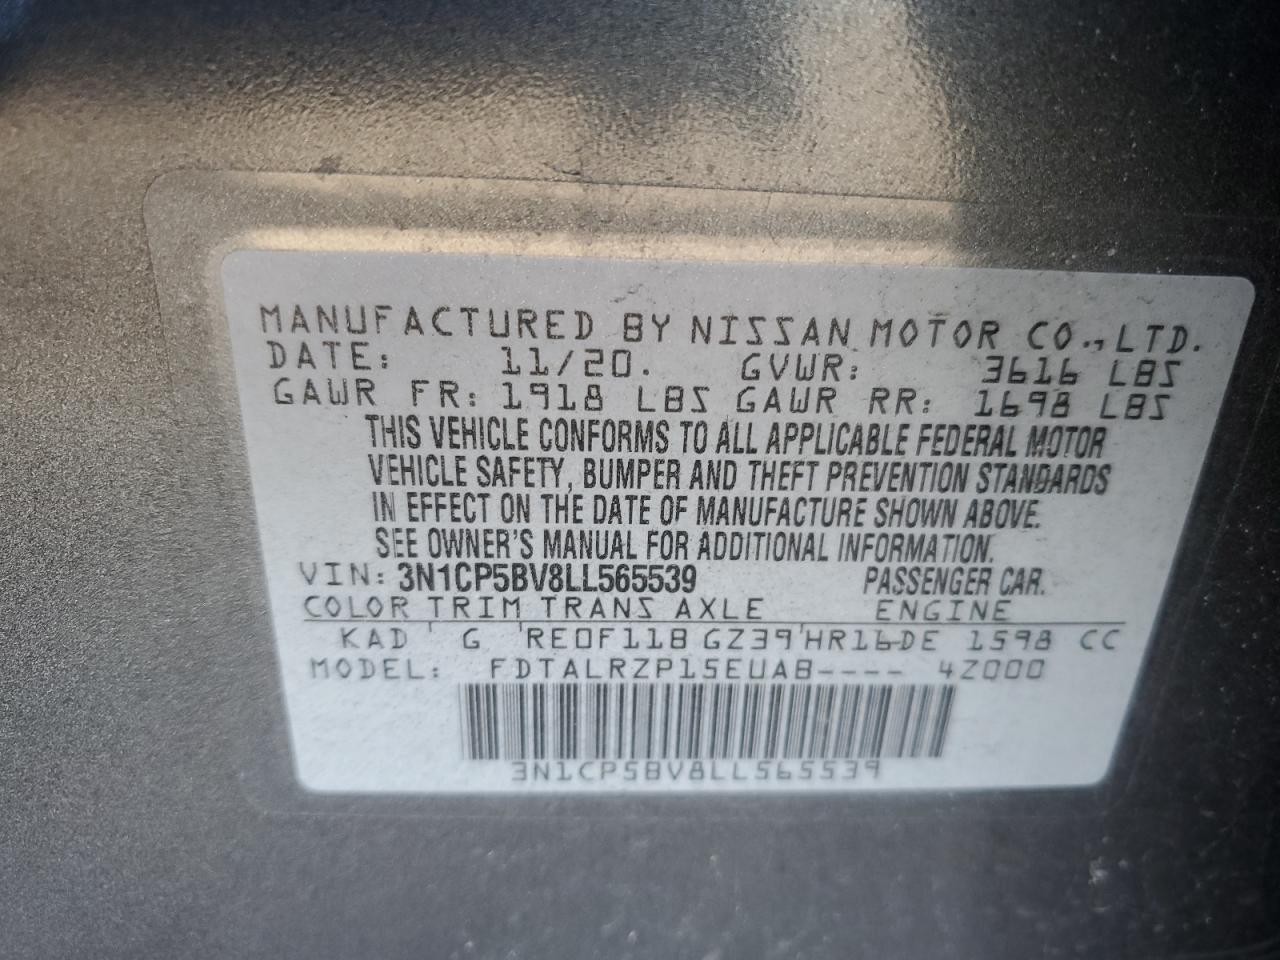 MANUFACTURED BY NISSAN MOTOR CO., LTD.
DATE: 11/20. GVWR: 3616 LBS
GAWR FR: 1918 LBS GAWR RR: 1698 LBS
THIS VEHICLE CONFORMS TO ALL APPLICABLE FEDERAL MOTOR
VEHICLE SAFETY, BUMPER AND THEFT PREVENTION STANDARDS
IN EFFECT ON THE DATE OF MANUFACTURE SHOWN ABOVE.
SEE OWNER'S MANUAL FOR ADDITIONAL INFORMATION.
VIN: 3N1CP5BV8LL565539 PASSENGER CAR.
COLOR TRIM TRANS AXLE ENGINE
KAD ' G ' RE0F11B GZ39 ' HR16-DE 1598 CC
MODEL: FDTALRZP15EUAB---- 4Z000
3N1CP5BV8LL565539